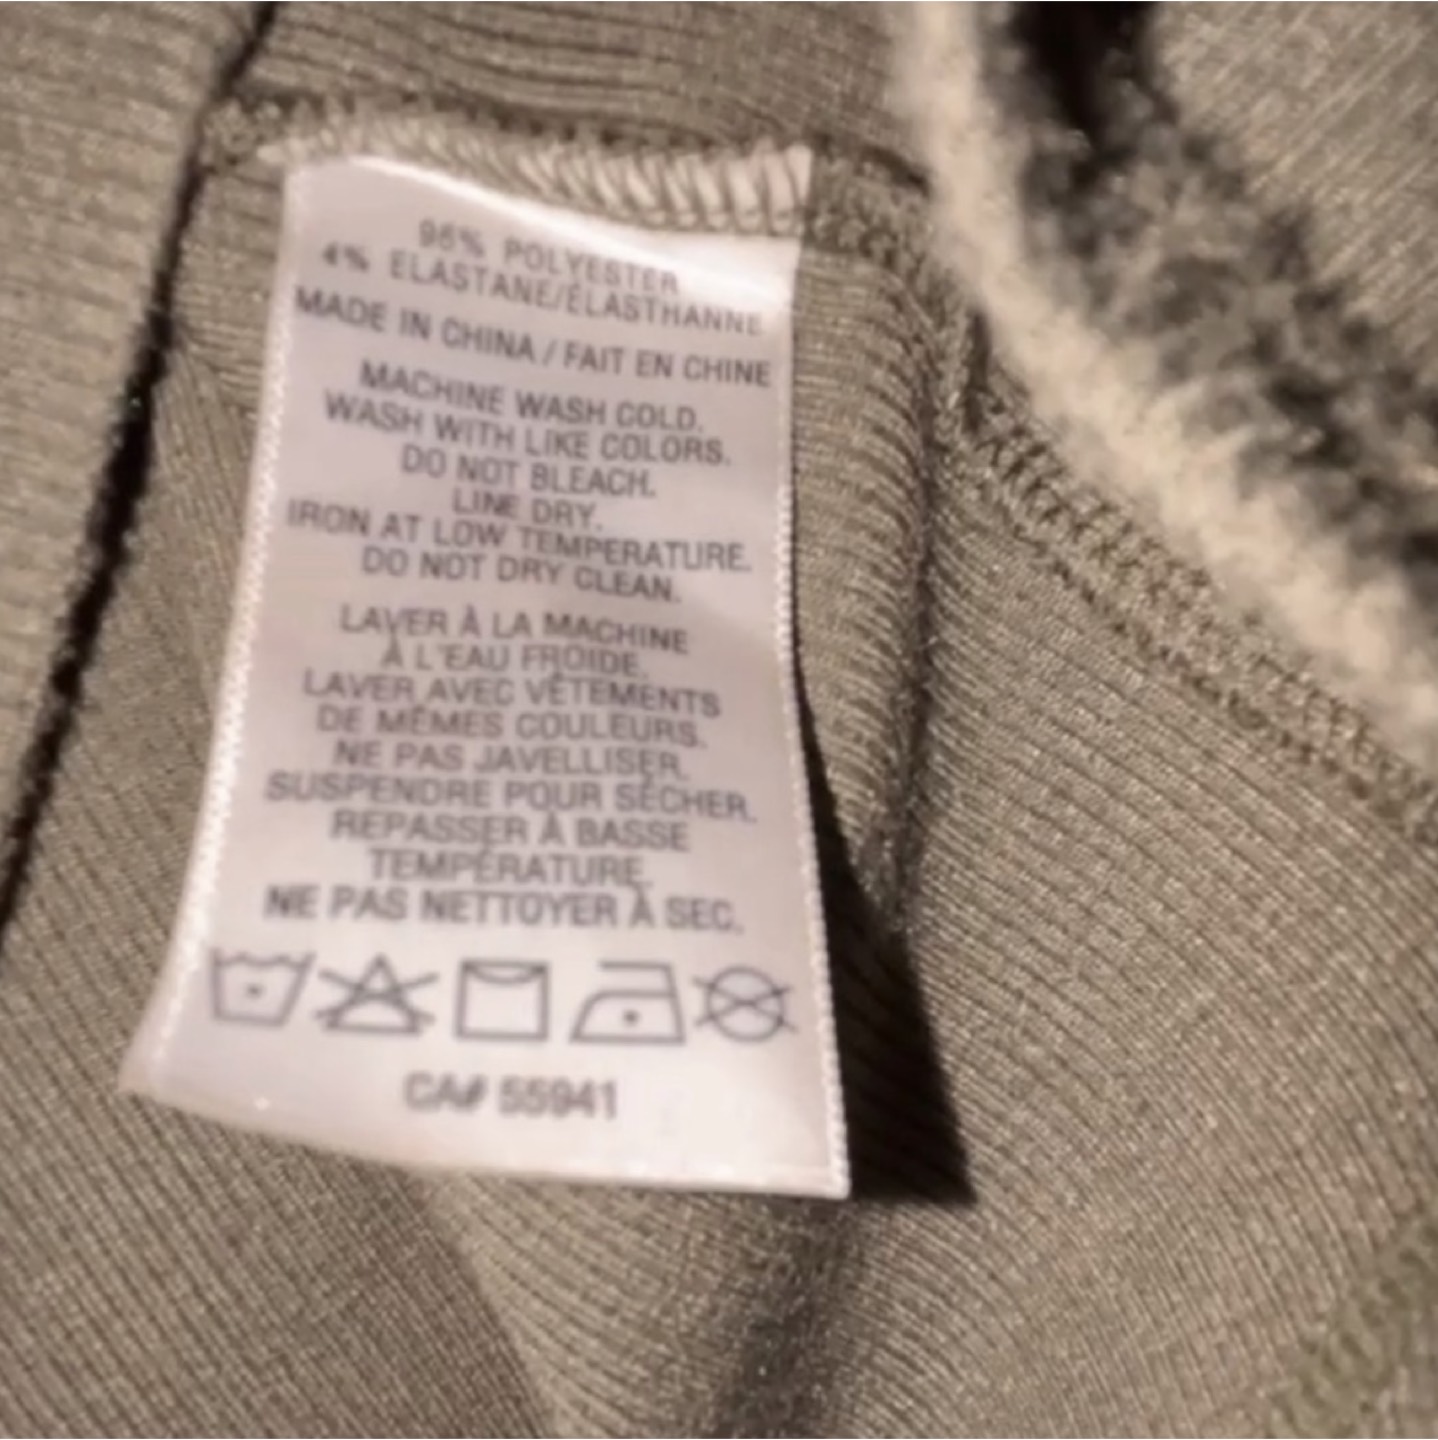 96% POLYESTER
4% ELASTANE/ÉLASTHANNE
MADE IN CHINA / FAIT EN CHINE
MACHINE WASH COLD.
WASH WITH LIKE COLORS.
DO NOT BLEACH.
LINE DRY.
IRON AT LOW TEMPERATURE.
DO NOT DRY CLEAN.
LAVER À LA MACHINE
À L'EAU FROIDE.
LAVER AVEC VÊTEMENTS
DE MÊMES COULEURS.
NE PAS JAVELLISER.
SUSPENDRE POUR SÉCHER.
REPASSER À BASSE
TEMPÉRATURE.
NE PAS NETTOYER À SEC.
CA# 55941